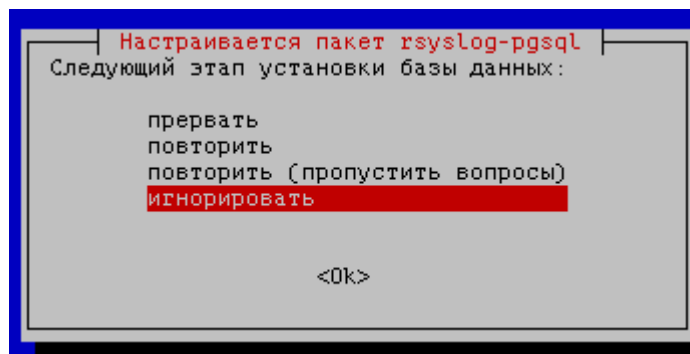 Настраивается пакет rsyslog-pgsql
Следующий этап установки базы данных:
прервать
повторить
повторить (пропустить вопросы)
игнорировать
<Ok>